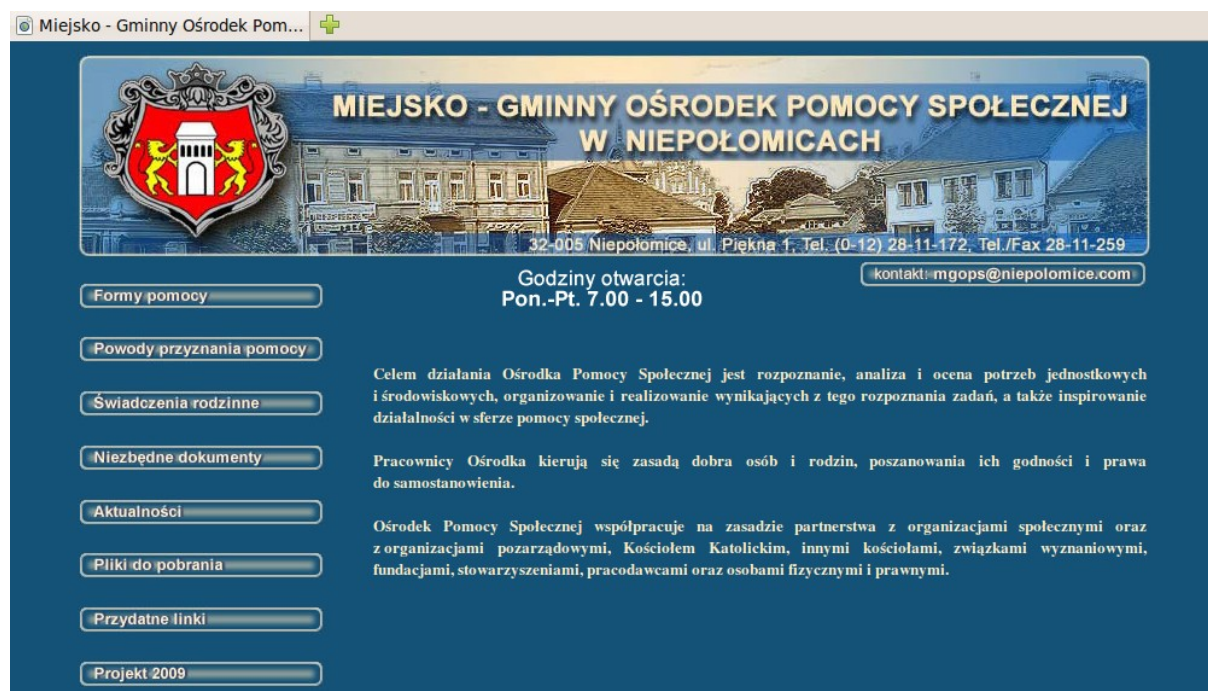 Miejsko - Gminny Ośrodek Pom...
MIEJSKO - GMINNY OŚRODEK POMOCY SPOŁECZNEJ
W NIEPOŁOMICACH
32-005 Niepołomice, ul. Piękna 1, Tel. (0-12) 28-11-172, Tel./Fax 28-11-259
kontakt: mgops@niepolomice.com
Godziny otwarcia:
Pon.-Pt. 7.00 - 15.00
Formy pomocy
Powody przyznania pomocy
Świadczenia rodzinne
Niezbędne dokumenty
Aktualności
Pliki do pobrania
Przydatne linki
Projekt 2009
Celem działania Ośrodka Pomocy Społecznej jest rozpoznanie, analiza i ocena potrzeb jednostkowych
i środowiskowych, organizowanie i realizowanie wynikających z tego rozpoznania zadań, a także inspirowanie
działalności w sferze pomocy społecznej.
Pracownicy Ośrodka kierują się zasadą dobra osób i rodzin, poszanowania ich godności i prawa
do samostanowienia.
Ośrodek Pomocy Społecznej współpracuje na zasadzie partnerstwa z organizacjami społecznymi oraz
z organizacjami pozarządowymi, Kościołem Katolickim, innymi kościołami, związkami wyznaniowymi,
fundacjami, stowarzyszeniami, pracodawcami oraz osobami fizycznymi i prawnymi.